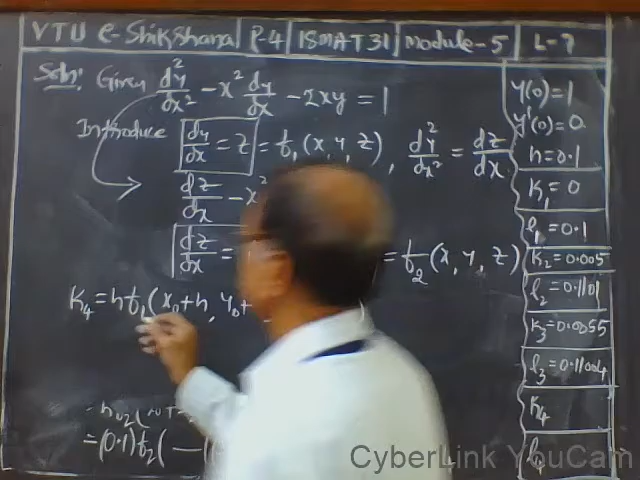 VTU e-Shikshana P-4 18MAT31 Module-5 L-7
Soln: Given d²y/dx² - x² dy/dx - 2xy = 1
Introduce dy/dx = z = f₁(x, y, z), d²y/dx² = dz/dx
dz/dx - x²
dz/dx = = f₂(x, y, z)
K₄ = hf₁(x₀+h, y₀+
= (0.1)f₂(
y(0)=1
y'(0)=0
h=0.1
K₁=0
l₁=0.1
K₂=0.005
l₂=0.1101
K₃=0.0055
l₃=0.11004
K₄
l₄
CyberLink YouCam